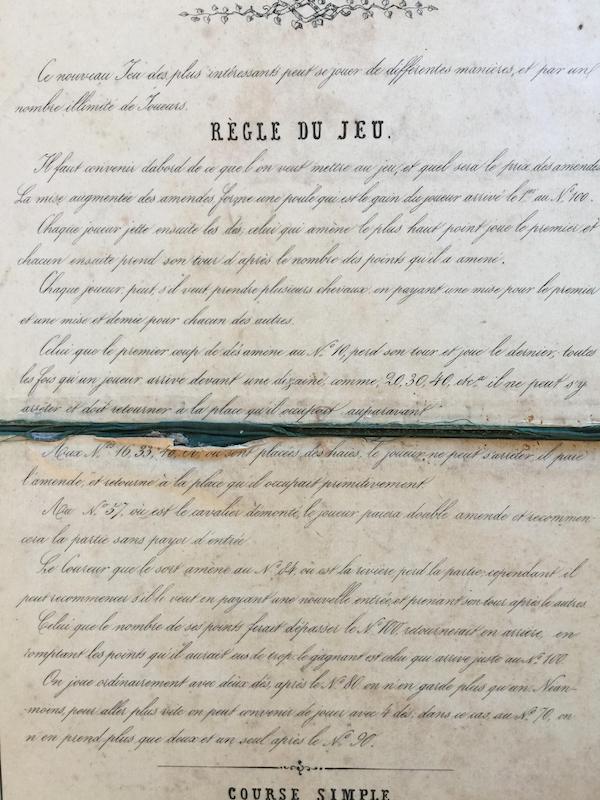 Ce nouveau Jeu des plus intéressants peut se jouer de différentes manières, et par un
nombre illimité de Joueurs.
RÈGLE DU JEU.
Il faut convenir dabord de ce que l'on veut mettre au jeu, et quel sera le prix des amendes
La mise augmentée des amendes forme une poule qui est le gain du joueur arrivé le 1er au No. 100.
Chaque joueur jette ensuite les dés, celui qui amène le plus haut point joue le premier et
chacun ensuite prend son tour d'après le nombre des points qu'il a amené.
Chaque joueur peut, s'il veut, prendre plusieurs chevaux en payant une mise pour le premier
et une mise et demie pour chacun des autres.
Celui que le premier coup de dés amène au No. 10, perd son tour et joue le dernier, toutes
les fois qu'un joueur arrive devant une dizaine, comme, 20, 30, 40, etc. il ne peut s'y
arrêter et doit retourner à la place qu'il occupait auparavant
Aux Nos. 16, 33, où sont placées des haies, le joueur ne peut s'arrêter, il paie
l'amende, et retourne à la place qu'il occupait primitivement
Au No. 57, où est le cavalier démonté, le joueur paiera double amende et recommen-
cera la partie sans payer d'entrée
Le Coureur que le sort amène au No. 84, où est la rivière perd la partie, cependant il
peut recommencer s'il le veut en payant une nouvelle entrée, et prenant son tour après le autres.
Celui que le nombre de ses points ferait dépasser le No. 100, retournerait en arrière, en
comptant les points qu'il aurait eus de trop, le gagnant est celui qui arrive juste au No. 100
On joue ordinairement avec deux dés, après le No. 80 on n'en garde plus qu'un. Néan-
moins, pour aller plus vite on peut convenir de jouer avec 4 dés, dans ce cas, au No. 70, on
n'en prend plus que deux et un seul après le No. 90.
COURSE SIMPLE